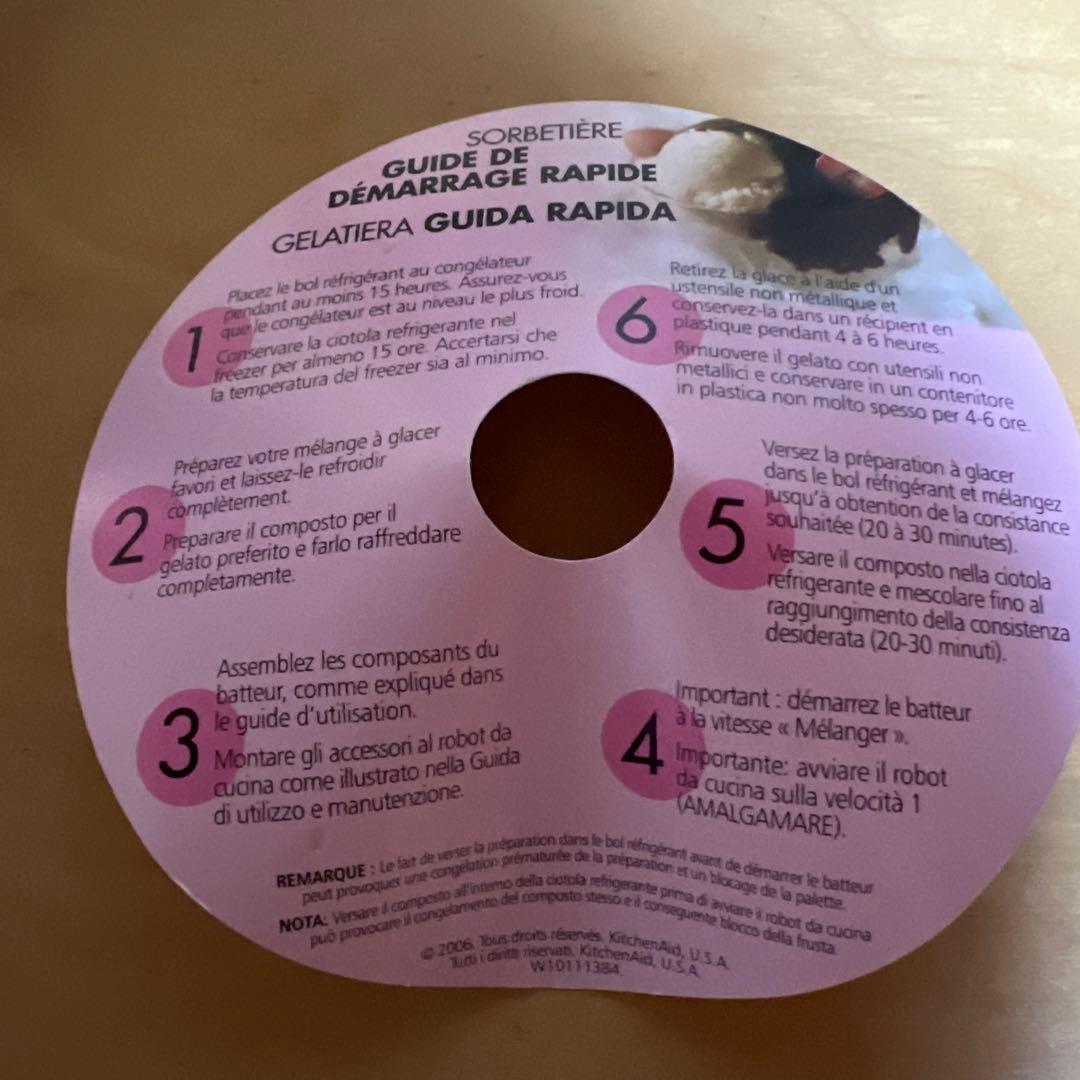 SORBETIÈRE
GUIDE DE
DÉMARRAGE RAPIDE
GELATIERA GUIDA RAPIDA
1
Placez le bol réfrigérant au congélateur
pendant au moins 15 heures. Assurez-vous
que le congélateur est au niveau le plus froid.
Conservare la ciotola refrigerante nel
freezer per almeno 15 ore. Accertarsi che
la temperatura del freezer sia al minimo.
2
Préparez votre mélange à glacer
favori et laissez-le refroidir
complètement.
Preparare il composto per il
gelato preferito e farlo raffreddare
completamente.
3
Assemblez les composants du
batteur, comme expliqué dans
le guide d'utilisation.
Montare gli accessori al robot da
cucina come illustrato nella Guida
di utilizzo e manutenzione.
4
Important : démarrez le batteur
à la vitesse « Mélanger ».
Importante: avviare il robot
da cucina sulla velocità 1
(AMALGAMARE).
5
Versez la préparation à glacer
dans le bol réfrigérant et mélangez
jusqu'à obtention de la consistance
souhaitée (20 à 30 minutes).
Versare il composto nella ciotola
refrigerante e mescolare fino al
raggiungimento della consistenza
desiderata (20-30 minuti).
6
Retirez la glace à l'aide d'un
ustensile non métallique et
conservez-la dans un récipient en
plastique pendant 4 à 6 heures.
Rimuovere il gelato con utensili non
metallici e conservare in un contenitore
in plastica non molto spesso per 4-6 ore.
REMARQUE : Le fait de verser la préparation dans le bol réfrigérant avant de démarrer le batteur
peut provoquer une congélation prématurée de la préparation et un blocage de la palette.
NOTA: Versare il composto all'interno della ciotola refrigerante prima di avviare il robot da cucina
può provocare il congelamento del composto stesso e il conseguente blocco della frusta.
© 2006. Tous droits réservés. KitchenAid, U.S.A.
Tutti i diritti riservati. KitchenAid, U.S.A.
W10111384